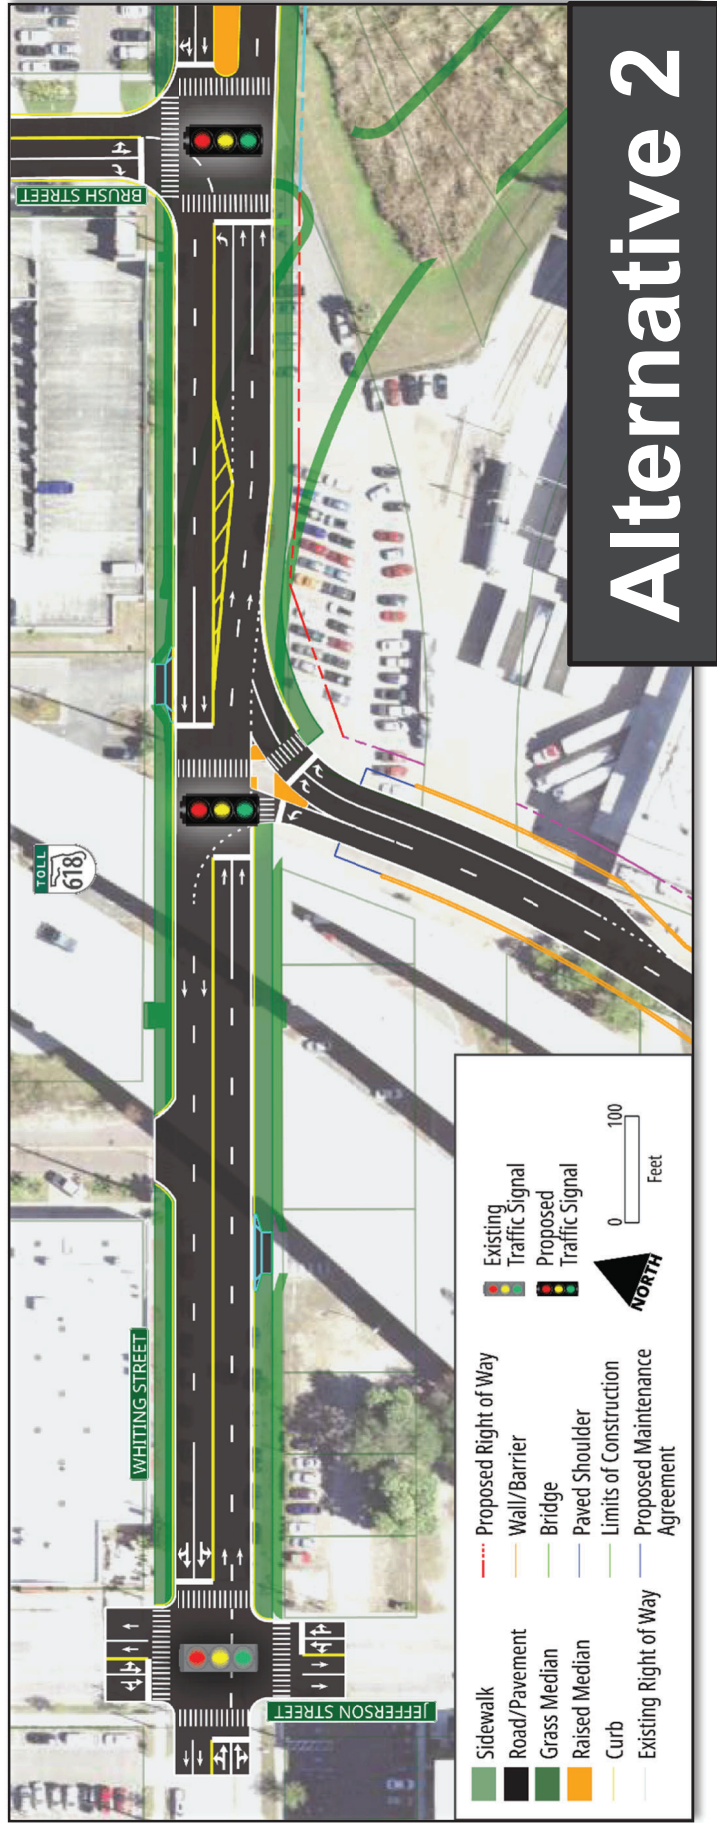 Alternative 2
BRUSH STREET
TOLL
618
WHITING STREET
JEFFERSON STREET
Sidewalk
Road/Pavement
Grass Median
Raised Median
Curb
Existing Right of Way
Proposed Right of Way
Wall/Barrier
Bridge
Paved Shoulder
Limits of Construction
Proposed Maintenance
Agreement
Existing
Traffic Signal
Proposed
Traffic Signal
NORTH
0
100
Feet